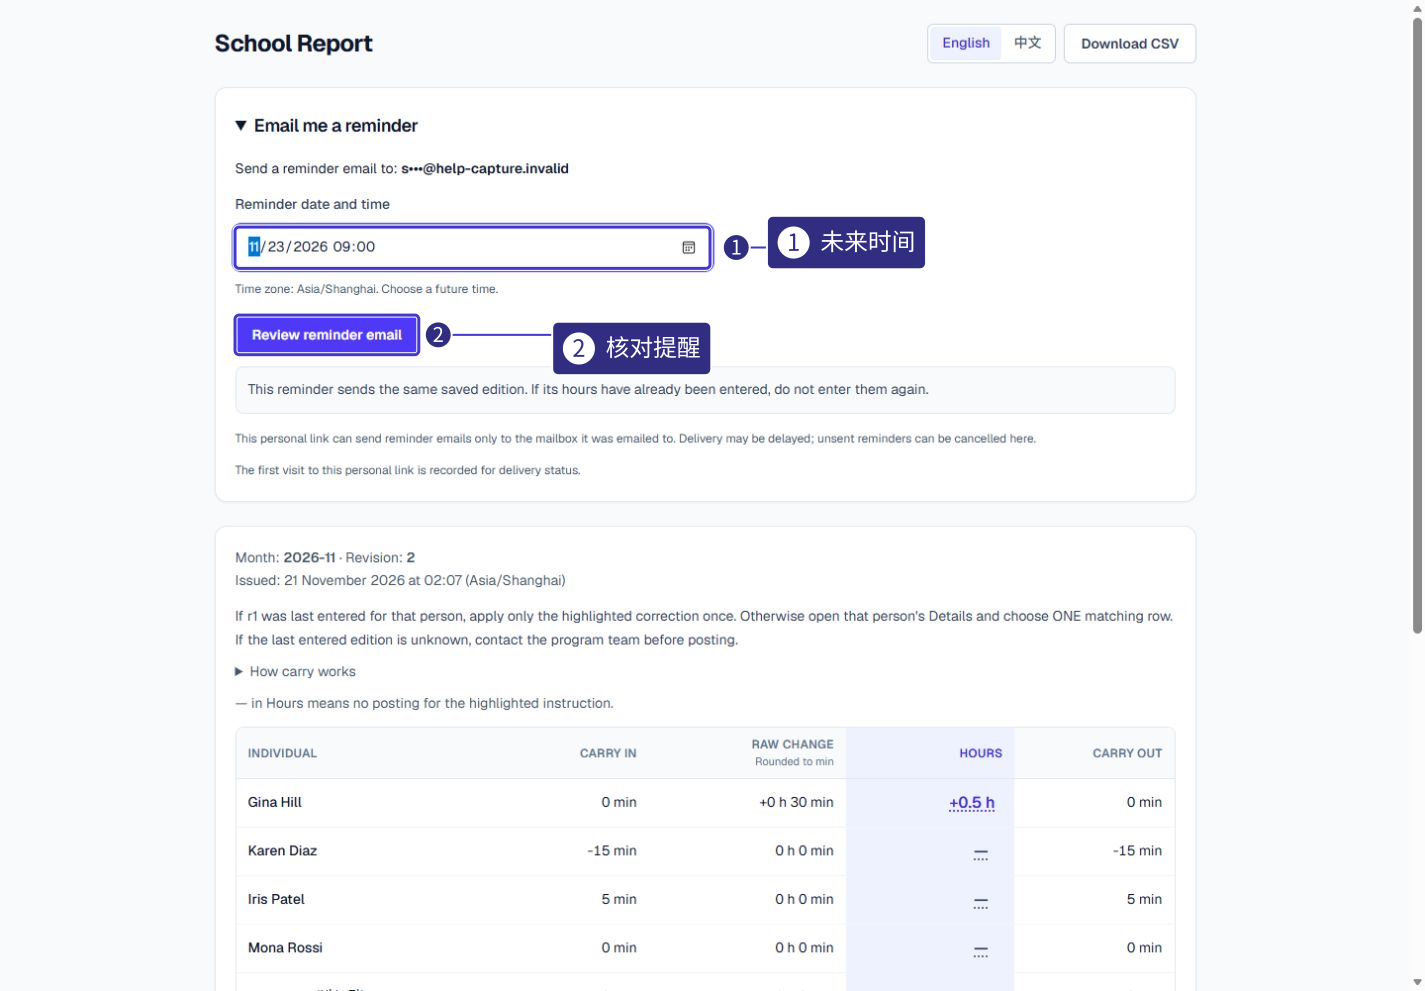 School Report
English
中文
Download CSV
▼ Email me a reminder
Send a reminder email to: s•••@help-capture.invalid
Reminder date and time
11/23/2026 09:00
1
1 未来时间
Time zone: Asia/Shanghai. Choose a future time.
Review reminder email
2
2 核对提醒
This reminder sends the same saved edition. If its hours have already been entered, do not enter them again.
This personal link can send reminder emails only to the mailbox it was emailed to. Delivery may be delayed; unsent reminders can be cancelled here.
The first visit to this personal link is recorded for delivery status.
Month: 2026-11 · Revision: 2
Issued: 21 November 2026 at 02:07 (Asia/Shanghai)
If r1 was last entered for that person, apply only the highlighted correction once. Otherwise open that person's Details and choose ONE matching row.
If the last entered edition is unknown, contact the program team before posting.
▶ How carry works
— in Hours means no posting for the highlighted instruction.
INDIVIDUAL CARRY IN RAW CHANGE Rounded to min HOURS CARRY OUT
Gina Hill 0 min +0 h 30 min +0.5 h 0 min
Karen Diaz -15 min 0 h 0 min — -15 min
Iris Patel 5 min 0 h 0 min — 5 min
Mona Rossi 0 min 0 h 0 min — 0 min